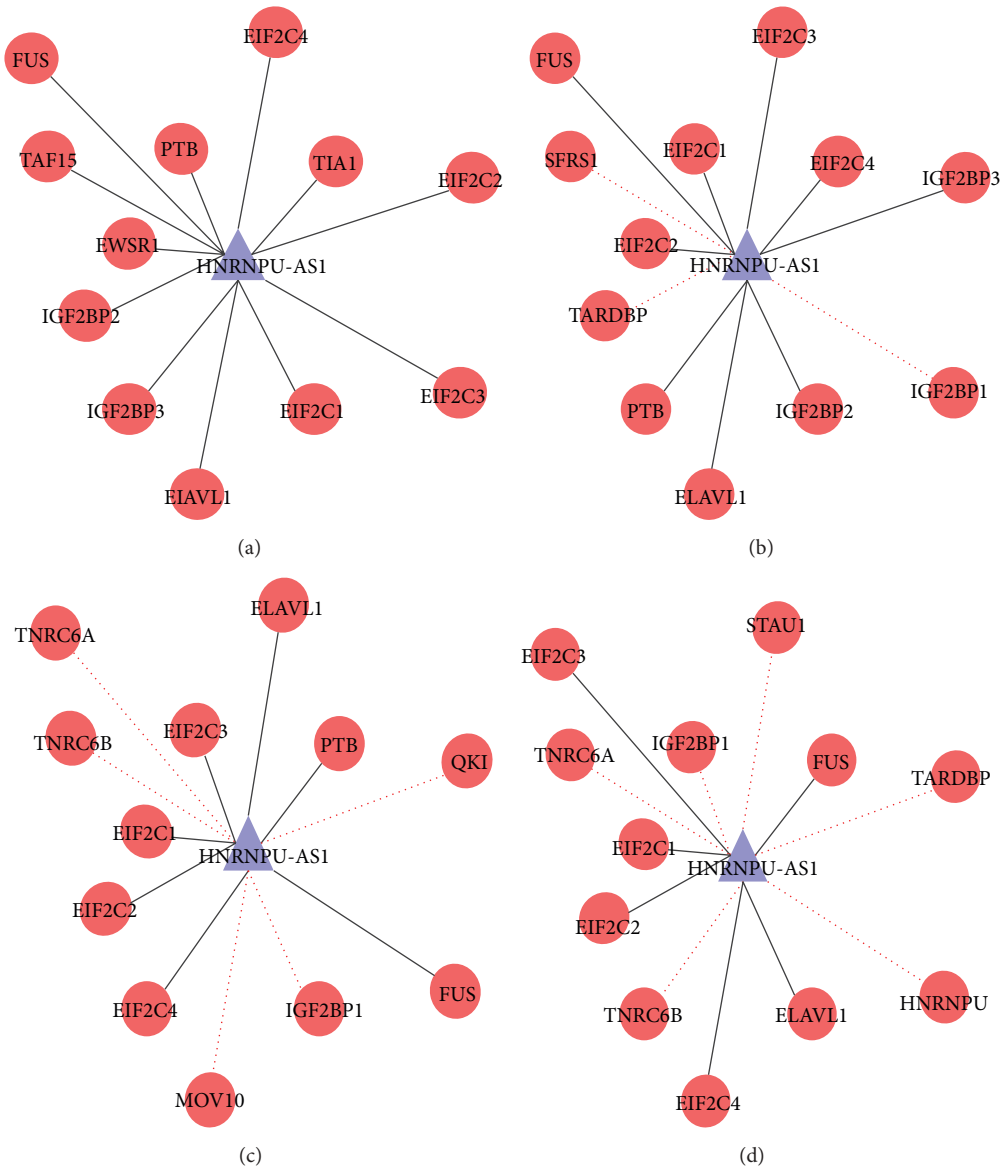 EIF2C4
FUS
PTB
TIA1
TAF15
EIF2C2
EWSR1
HNRNPU-AS1
IGF2BP2
EIF2C3
IGF2BP3
EIF2C1
EIAVL1
(a)
EIF2C3
FUS
EIF2C1
SFRS1
EIF2C4
IGF2BP3
EIF2C2
HNRNPU-AS1
TARDBP
IGF2BP1
PTB
IGF2BP2
ELAVL1
(b)
ELAVL1
TNRC6A
EIF2C3
TNRC6B
PTB
QKI
EIF2C1
HNRNPU-AS1
EIF2C2
FUS
EIF2C4
IGF2BP1
MOV10
(c)
STAU1
EIF2C3
IGF2BP1
TNRC6A
FUS
TARDBP
EIF2C1
HNRNPU-AS1
EIF2C2
HNRNPU
TNRC6B
ELAVL1
EIF2C4
(d)